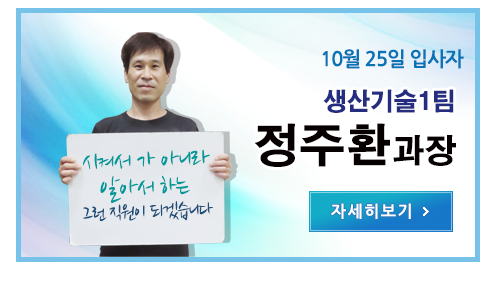 10월 25일 입사자
생산기술1팀
정주환과장
시켜서 가 아니라
알아서 하는
그런 직원이 되겠습니다
자세히보기 >